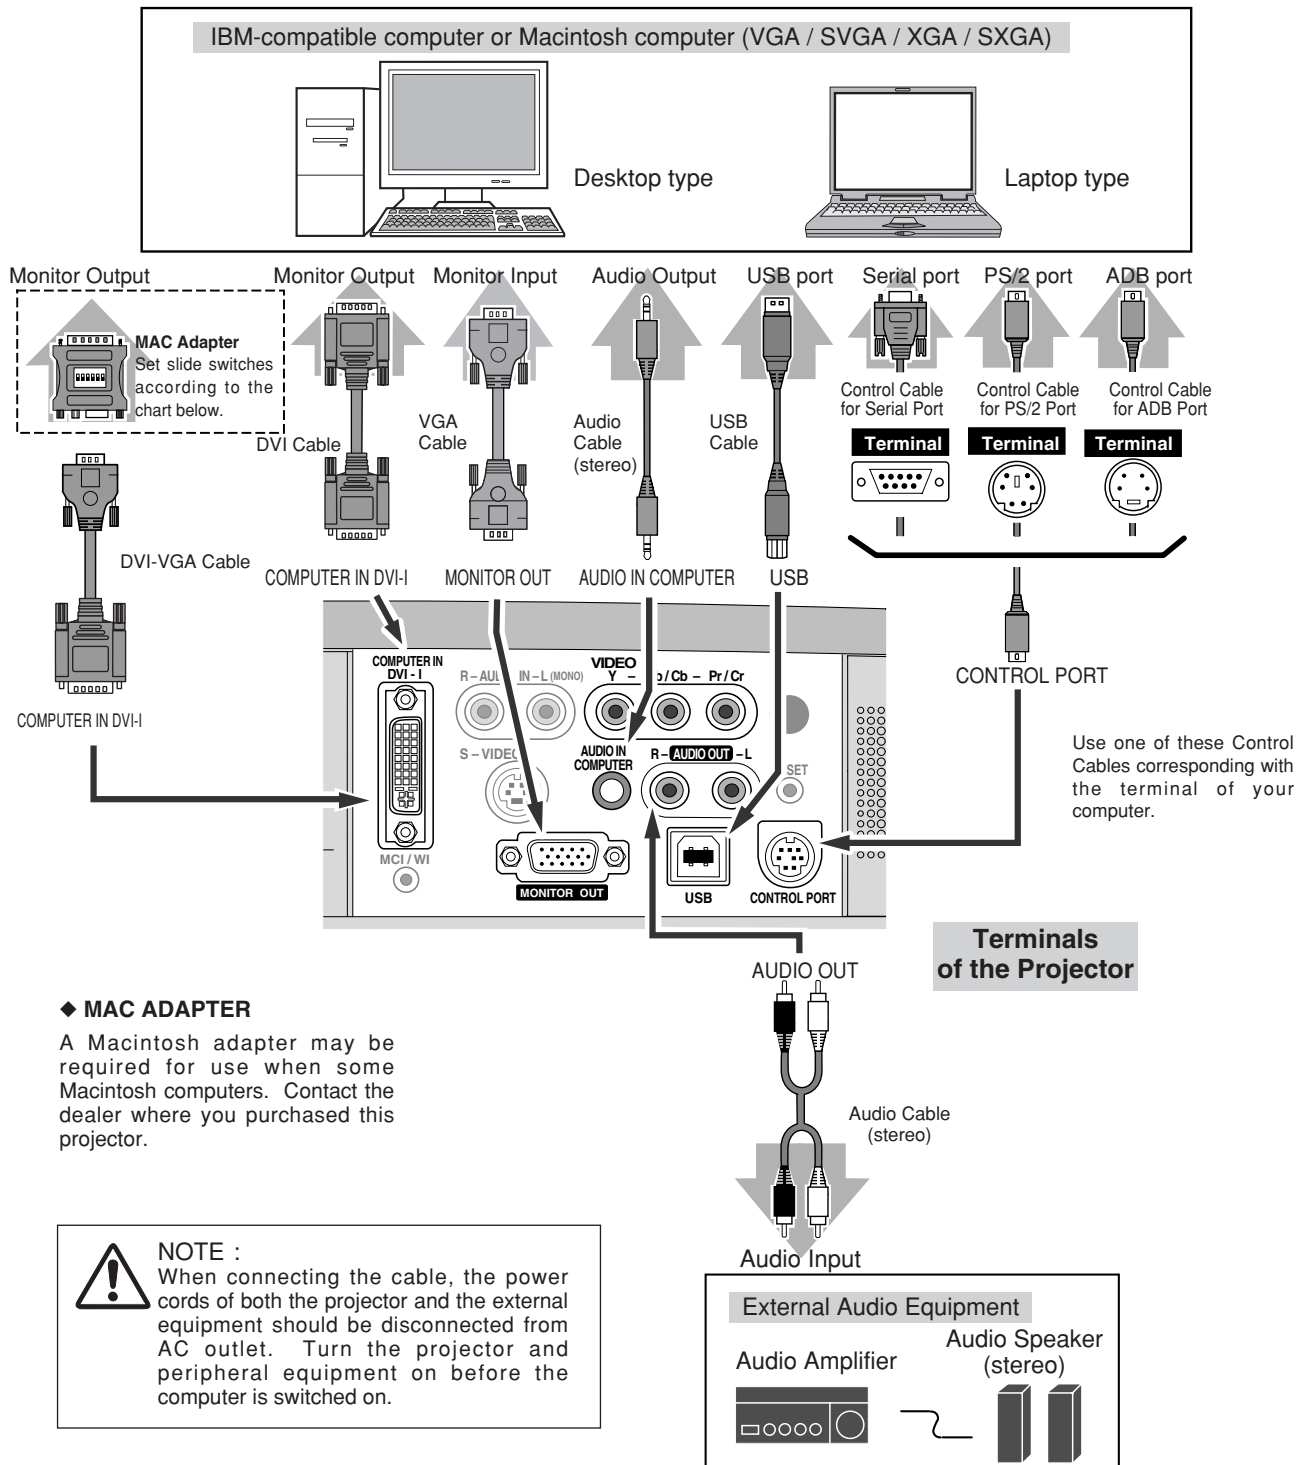 IBM-compatible computer or Macintosh computer (VGA / SVGA / XGA / SXGA)
Desktop type
Laptop type
Monitor Output
Monitor Output
Monitor Input
Audio Output
USB port
Serial port
PS/2 port
ADB port
MAC Adapter
Set slide switches
according to the
chart below.
DVI Cable
VGA
Cable
Audio
Cable
(stereo)
USB
Cable
Control Cable
for Serial Port
Control Cable
for PS/2 Port
Control Cable
for ADB Port
Terminal
Terminal
Terminal
DVI-VGA Cable
COMPUTER IN DVI-I
MONITOR OUT
AUDIO IN COMPUTER
USB
CONTROL PORT
COMPUTER IN DVI-I
COMPUTER IN
DVI - I
R – AU IN – L (MONO)
VIDEO
Y – b / Cb – Pr / Cr
S – VIDEO
AUDIO IN
COMPUTER
R – AUDIO OUT – L
SET
MCI / WI
MONITOR OUT
USB
CONTROL PORT
Use one of these Control
Cables corresponding with
the terminal of your
computer.
Terminals
of the Projector
AUDIO OUT
◆ MAC ADAPTER
A Macintosh adapter may be
required for use when some
Macintosh computers. Contact the
dealer where you purchased this
projector.
Audio Cable
(stereo)
Audio Input
NOTE :
When connecting the cable, the power
cords of both the projector and the external
equipment should be disconnected from
AC outlet. Turn the projector and
peripheral equipment on before the
computer is switched on.
External Audio Equipment
Audio Amplifier
Audio Speaker
(stereo)